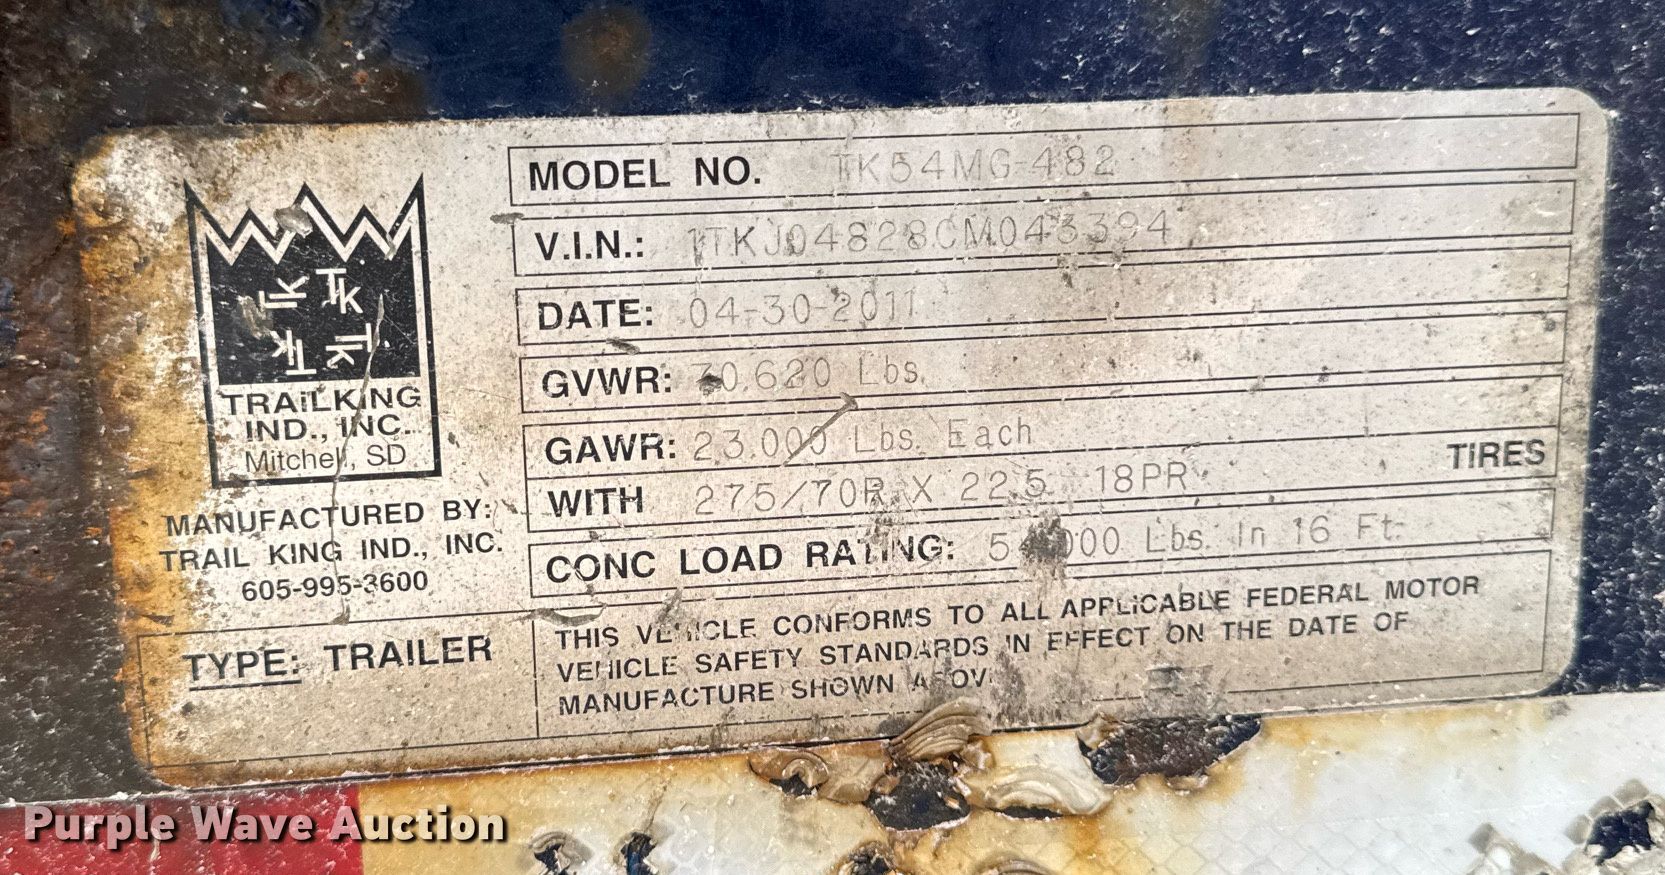 MODEL NO. TK54MG-482
V.I.N.: 1TKJ04828CM043394
DATE: 04-30-2011
GVWR: 70,620 Lbs.
GAWR: 23,000 Lbs. Each
WITH 275/70R X 22.5 18PR TIRES
CONC LOAD RATING: 54,000 Lbs. In 16 Ft.
THIS VEHICLE CONFORMS TO ALL APPLICABLE FEDERAL MOTOR
VEHICLE SAFETY STANDARDS IN EFFECT ON THE DATE OF
MANUFACTURE SHOWN ABOVE
TK TK
TK TK
TRAiLKING
IND., INC.
Mitchell, SD
MANUFACTURED BY:
TRAIL KING IND., INC.
605-995-3600
TYPE: TRAILER
Purple Wave Auction